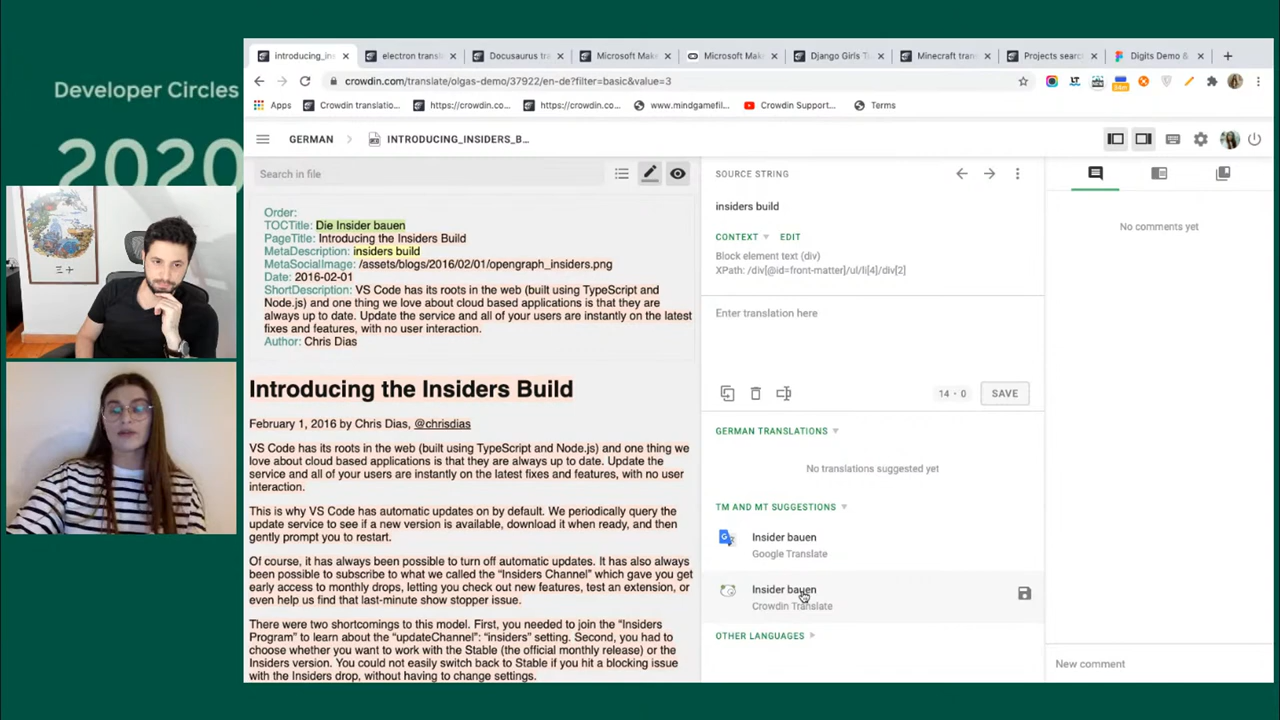 Developer Circles
2020
introducing_in
electron transl
Docusaurus tra
Microsoft Make
Microsoft Make
Django Girls T
Minecraft trans
Projects searc
Digits Demo &
crowdin.com/translate/olgas-demo/37922/en-de?filter=basic&value=3
Apps
Crowdin translatio...
https://crowdin.co...
https://crowdin.co...
www.mindgamefil...
Crowdin Support...
Terms
GERMAN
INTRODUCING_INSIDERS_B...
Search in file
Order:
TOCTitle: Die Insider bauen
PageTitle: Introducing the Insiders Build
MetaDescription: insiders build
MetaSocialImage: /assets/blogs/2016/02/01/opengraph_insiders.png
Date: 2016-02-01
ShortDescription: VS Code has its roots in the web (built using TypeScript and
Node.js) and one thing we love about cloud based applications is that they are
always up to date. Update the service and all of your users are instantly on the latest
fixes and features, with no user interaction.
Author: Chris Dias
Introducing the Insiders Build
February 1, 2016 by Chris Dias, @chrisdias
VS Code has its roots in the web (built using TypeScript and Node.js) and one thing we
love about cloud based applications is that they are always up to date. Update the
service and all of your users are instantly on the latest fixes and features, with no user
interaction.
This is why VS Code has automatic updates on by default. We periodically query the
update service to see if a new version is available, download it when ready, and then
gently prompt you to restart.
Of course, it has always been possible to turn off automatic updates. It has also always
been possible to subscribe to what we called the “Insiders Channel” which gave you get
early access to monthly drops, letting you check out new features, test an extension, or
even help us find that last-minute show stopper issue.
There were two shortcomings to this model. First, you needed to join the “Insiders
Program” to learn about the “updateChannel”: “insiders” setting. Second, you had to
choose whether you want to work with the Stable (the official monthly release) or the
Insiders version. You could not easily switch back to Stable if you hit a blocking issue
with the Insiders drop, without having to change settings.
SOURCE STRING
insiders build
CONTEXT
EDIT
Block element text (div)
XPath: /div[@id=front-matter]/ul/li[4]/div[2]
Enter translation here
14 · 0
SAVE
GERMAN TRANSLATIONS
No translations suggested yet
TM AND MT SUGGESTIONS
Insider bauen
Google Translate
Insider bauen
Crowdin Translate
OTHER LANGUAGES
No comments yet
New comment